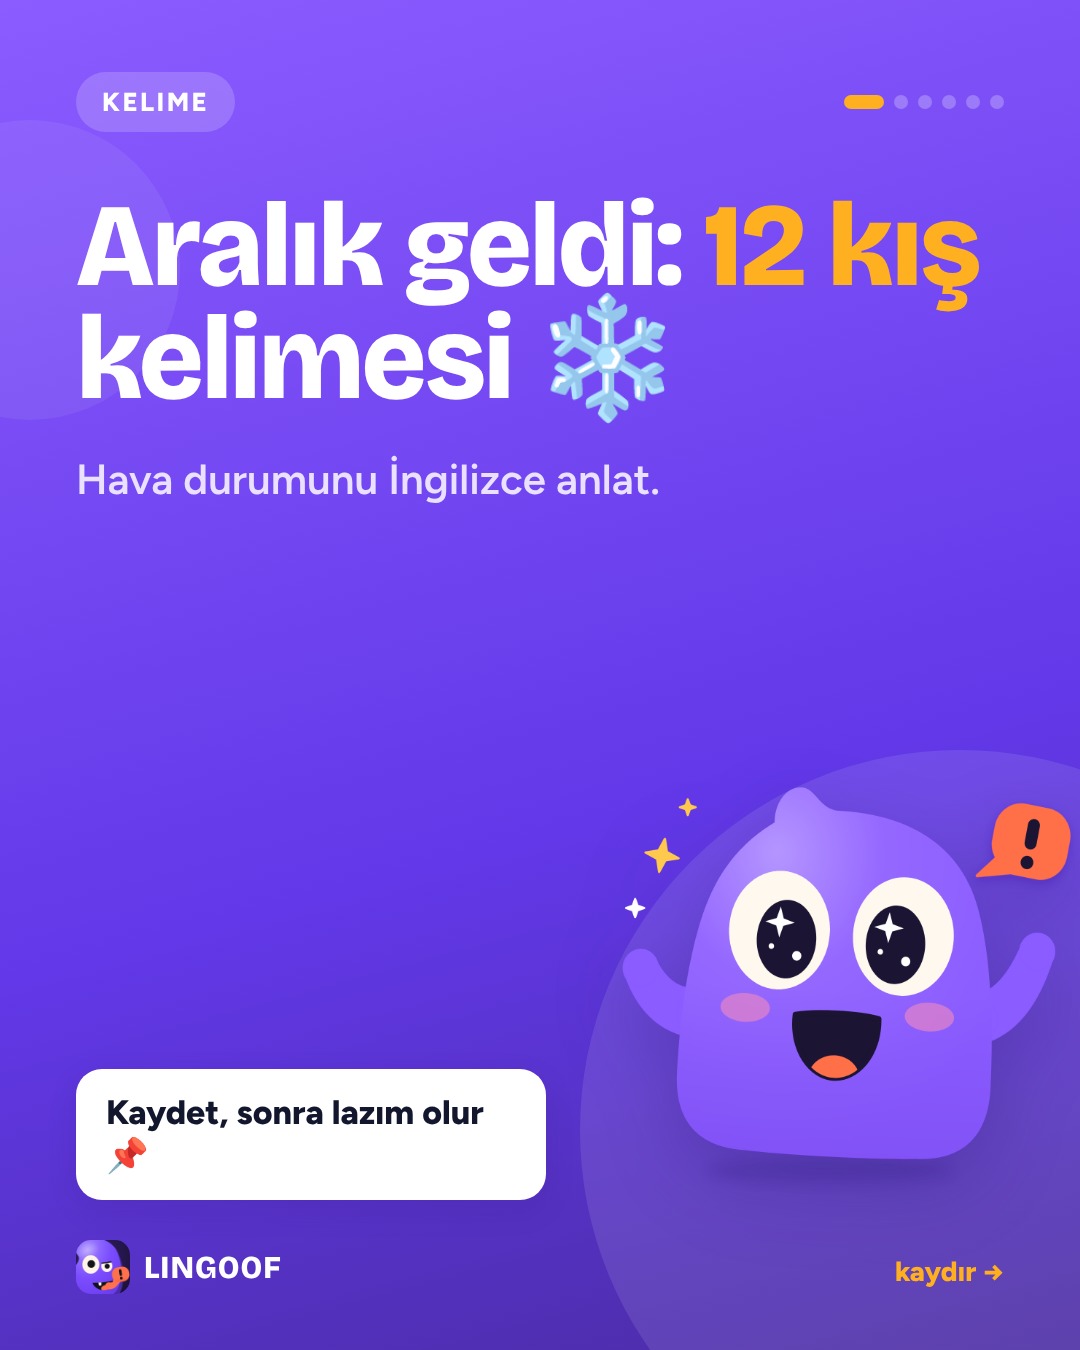 KELIME
Aralık geldi: 12 kış
kelimesi ❄️
Hava durumunu İngilizce anlat.
Kaydet, sonra lazım olur
📌
LINGOOF
kaydır →